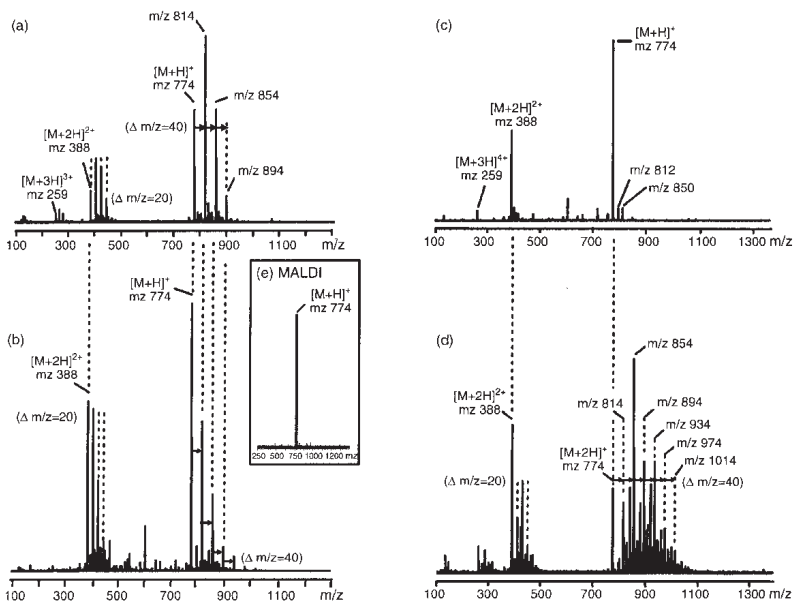 (a)
m/z 814
[M+H]⁺
mz 774
m/z 854
[M+2H]²⁺
mz 388
(Δ m/z=40)
m/z 894
[M+3H]³⁺
mz 259
(Δ m/z=20)
100 300 500 700 900 1100 m/z
(c)
[M+H]⁺
mz 774
[M+2H]²⁺
mz 388
[M+3H]⁴⁺
mz 259
m/z 812
m/z 850
100 300 500 700 900 1100 1300 m/z
(b)
[M+H]⁺
mz 774
[M+2H]²⁺
mz 388
(Δ m/z=20)
(Δ m/z=40)
100 300 500 700 900 1100 m/z
(e) MALDI
[M+H]⁺
mz 774
250 500 750 1000 1200 mz
(d)
m/z 854
[M+2H]²⁺
mz 388
m/z 814
m/z 894
m/z 934
[M+2H]⁺
mz 774
m/z 974
m/z 1014
(Δ m/z=20)
(Δ m/z=40)
100 300 500 700 900 1100 1300 m/z